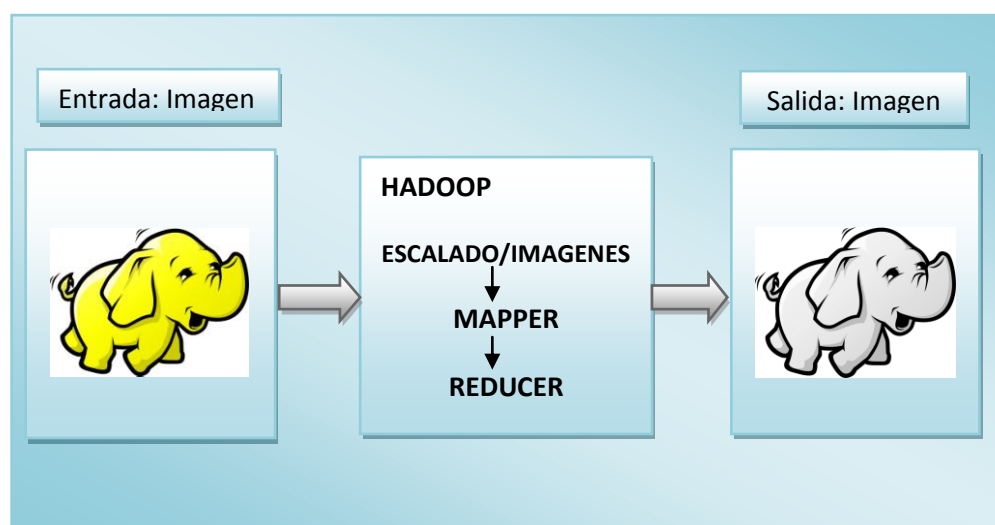 Entrada: Imagen
Salida: Imagen
HADOOP
ESCALADO/IMAGENES
MAPPER
REDUCER